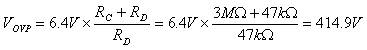 V_OVP = 6.4V × (R_C + R_D) / R_D = 6.4V × (3MΩ + 47kΩ) / 47kΩ = 414.9V